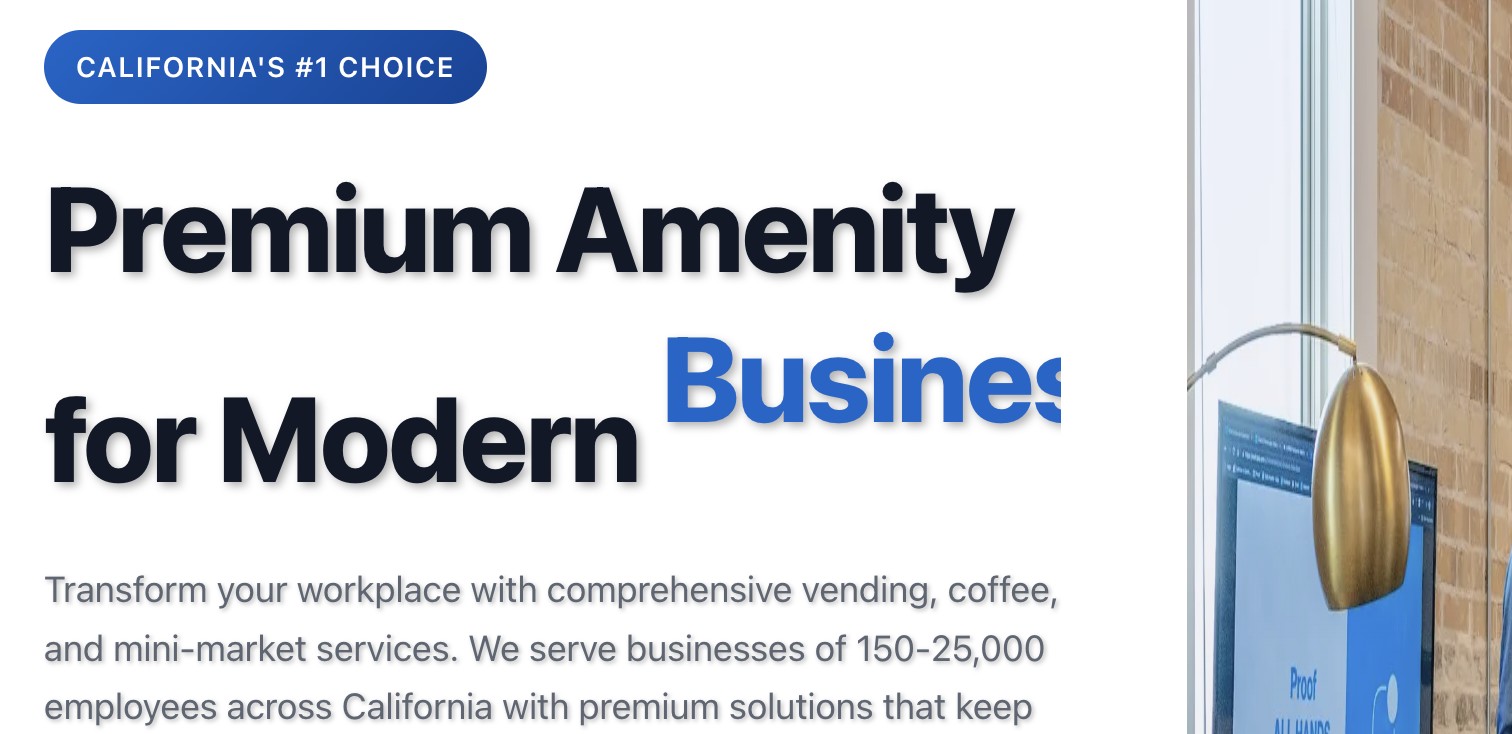 CALIFORNIA'S #1 CHOICE
Premium Amenity
for Modern Busines
Transform your workplace with comprehensive vending, coffee,
and mini-market services. We serve businesses of 150-25,000
employees across California with premium solutions that keep
Proof
ALL HANDS